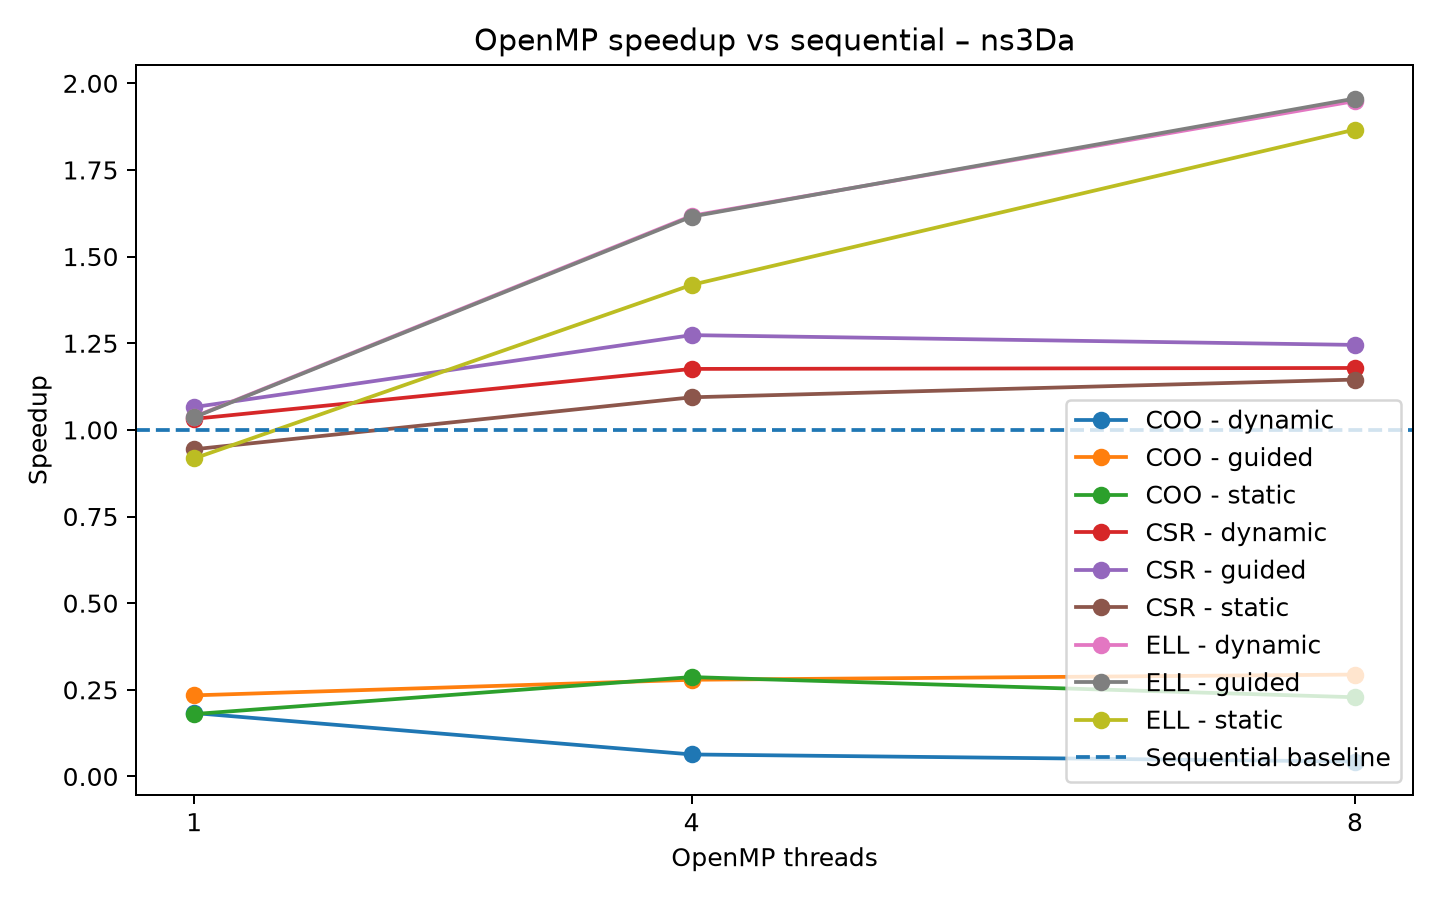 OpenMP speedup vs sequential – ns3Da
Speedup
2.00
1.75
1.50
1.25
1.00
0.75
0.50
0.25
0.00
COO - dynamic
COO - guided
COO - static
CSR - dynamic
CSR - guided
CSR - static
ELL - dynamic
ELL - guided
ELL - static
Sequential baseline
1 4 8
OpenMP threads